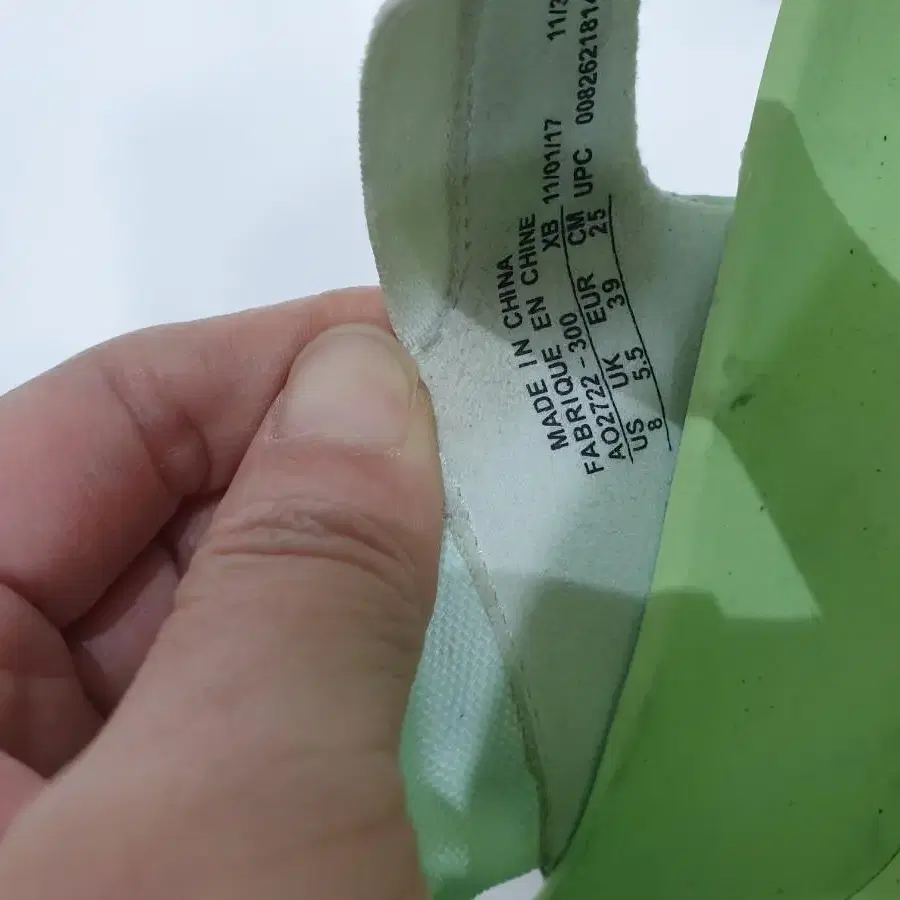 MADE IN CHINA
FABRIQUE EN CHINE
AO2722 - 300 XB 11/01/17 11/3
US UK EUR CM UPC 0082621814
8 5.5 39 25